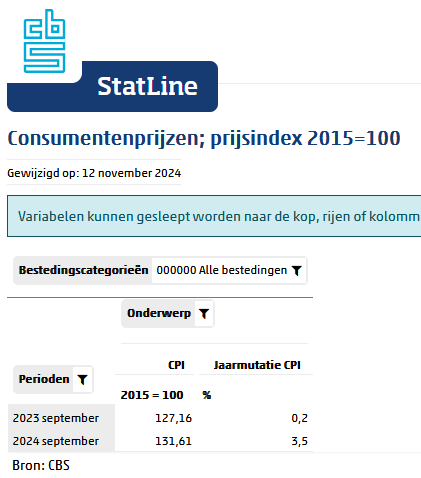 cbs
StatLine
Consumentenprijzen; prijsindex 2015=100
Gewijzigd op: 12 november 2024
Variabelen kunnen gesleept worden naar de kop, rijen of kolomm
Bestedingscategorieën 000000 Alle bestedingen
Onderwerp
CPI Jaarmutatie CPI
Perioden
2015 = 100 %
2023 september 127,16 0,2
2024 september 131,61 3,5
Bron: CBS